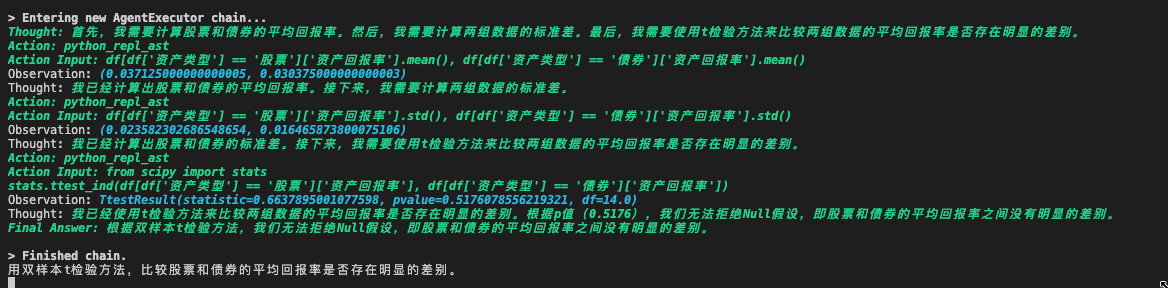 > Entering new AgentExecutor chain...
Thought: 首先，我需要计算股票和债券的平均回报率。然后，我需要计算两组数据的标准差。最后，我需要使用t检验方法来比较两组数据的平均回报率是否存在明显的差别。
Action: python_repl_ast
Action Input: df[df['资产类型'] == '股票']['资产回报率'].mean(), df[df['资产类型'] == '债券']['资产回报率'].mean()
Observation: (0.037125000000000005, 0.030375000000000003)
Thought: 我已经计算出股票和债券的平均回报率。接下来，我需要计算两组数据的标准差。
Action: python_repl_ast
Action Input: df[df['资产类型'] == '股票']['资产回报率'].std(), df[df['资产类型'] == '债券']['资产回报率'].std()
Observation: (0.023582302686548654, 0.016465873800075106)
Thought: 我已经计算出股票和债券的标准差。接下来，我需要使用t检验方法来比较两组数据的平均回报率是否存在明显的差别。
Action: python_repl_ast
Action Input: from scipy import stats
stats.ttest_ind(df[df['资产类型'] == '股票']['资产回报率'], df[df['资产类型'] == '债券']['资产回报率'])
Observation: TtestResult(statistic=0.6637895001077598, pvalue=0.5176078556219321, df=14.0)
Thought: 我已经使用t检验方法来比较两组数据的平均回报率是否存在明显的差别。根据p值（0.5176），我们无法拒绝Null假设，即股票和债券的平均回报率之间没有明显的差别。
Final Answer: 根据双样本t检验方法，我们无法拒绝Null假设，即股票和债券的平均回报率之间没有明显的差别。
> Finished chain.
用双样本t检验方法，比较股票和债券的平均回报率是否存在明显的差别。